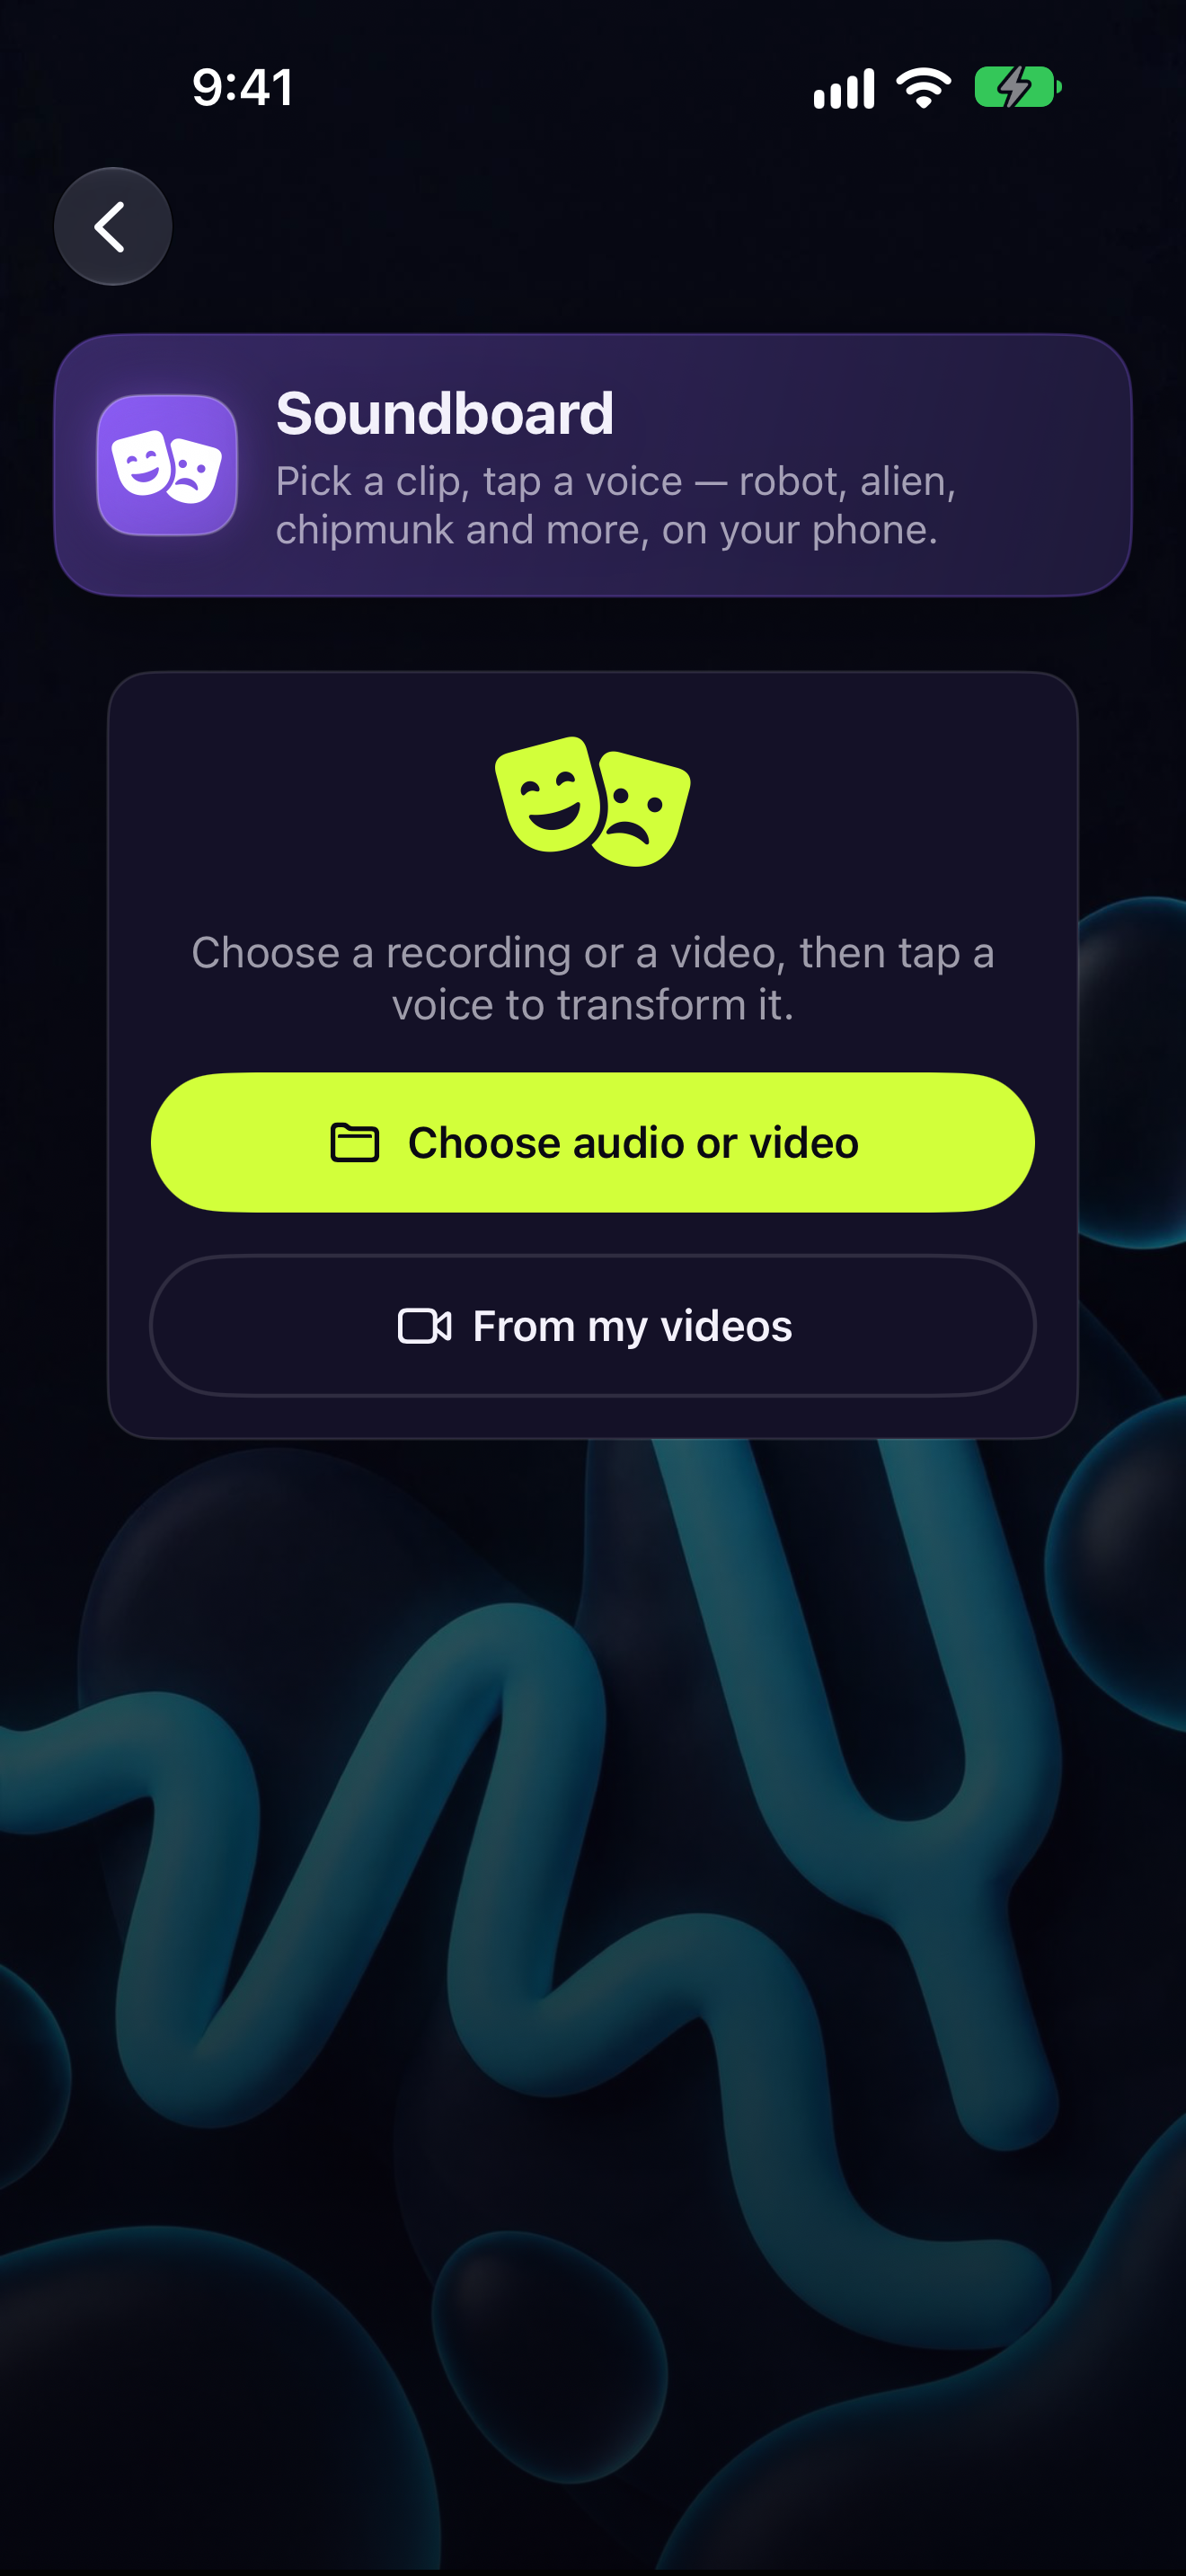 9:41
Soundboard
Pick a clip, tap a voice — robot, alien,
chipmunk and more, on your phone.
Choose a recording or a video, then tap a
voice to transform it.
Choose audio or video
From my videos